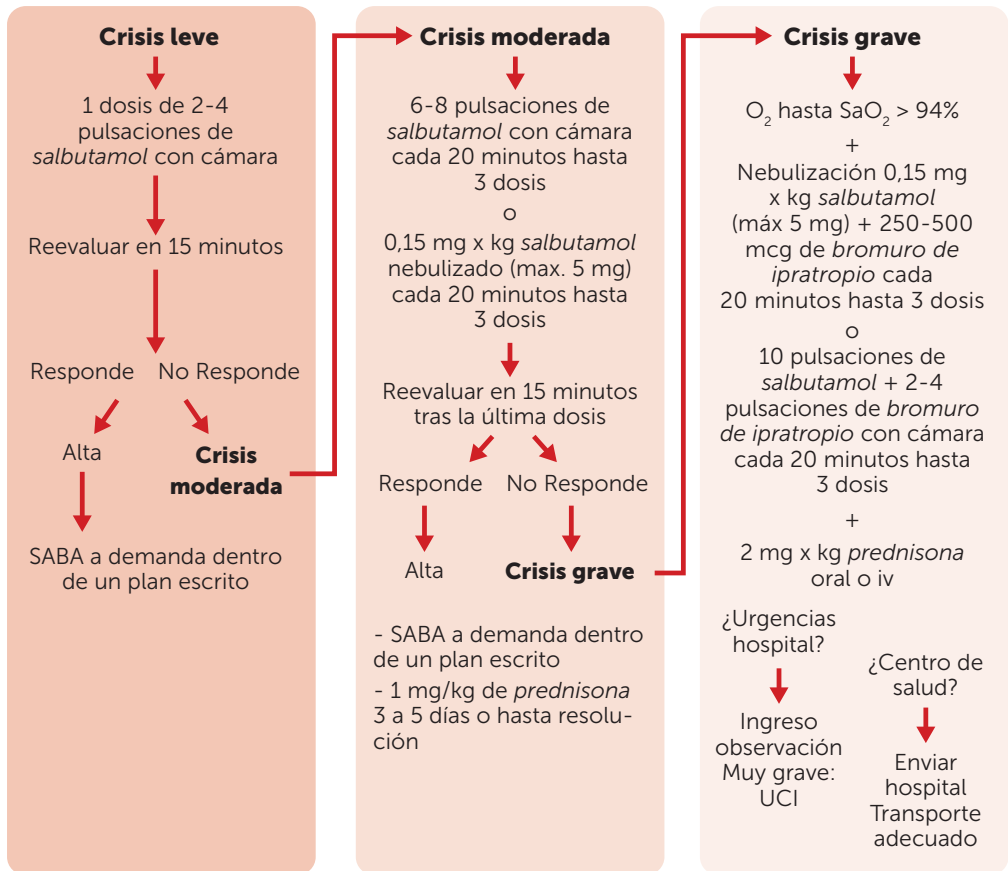 Crisis leve
1 dosis de 2-4
pulsaciones de
salbutamol con cámara
Reevaluar en 15 minutos
Responde
No Responde
Alta
Crisis
moderada
SABA a demanda dentro
de un plan escrito
Crisis moderada
6-8 pulsaciones de
salbutamol con cámara
cada 20 minutos hasta
3 dosis
o
0,15 mg x kg salbutamol
nebulizado (max. 5 mg)
cada 20 minutos hasta
3 dosis
Reevaluar en 15 minutos
tras la última dosis
Responde
No Responde
Alta
Crisis grave
- SABA a demanda dentro
de un plan escrito
- 1 mg/kg de prednisona
3 a 5 días o hasta resolu-
ción
Crisis grave
O₂ hasta SaO₂ > 94%
+
Nebulización 0,15 mg
x kg salbutamol
(máx 5 mg) + 250-500
mcg de bromuro de
ipratropio cada
20 minutos hasta 3 dosis
o
10 pulsaciones de
salbutamol + 2-4
pulsaciones de bromuro
de ipratropio con cámara
cada 20 minutos hasta
3 dosis
+
2 mg x kg prednisona
oral o iv
¿Urgencias
hospital?
Ingreso
observación
Muy grave:
UCI
¿Centro de
salud?
Enviar
hospital
Transporte
adecuado